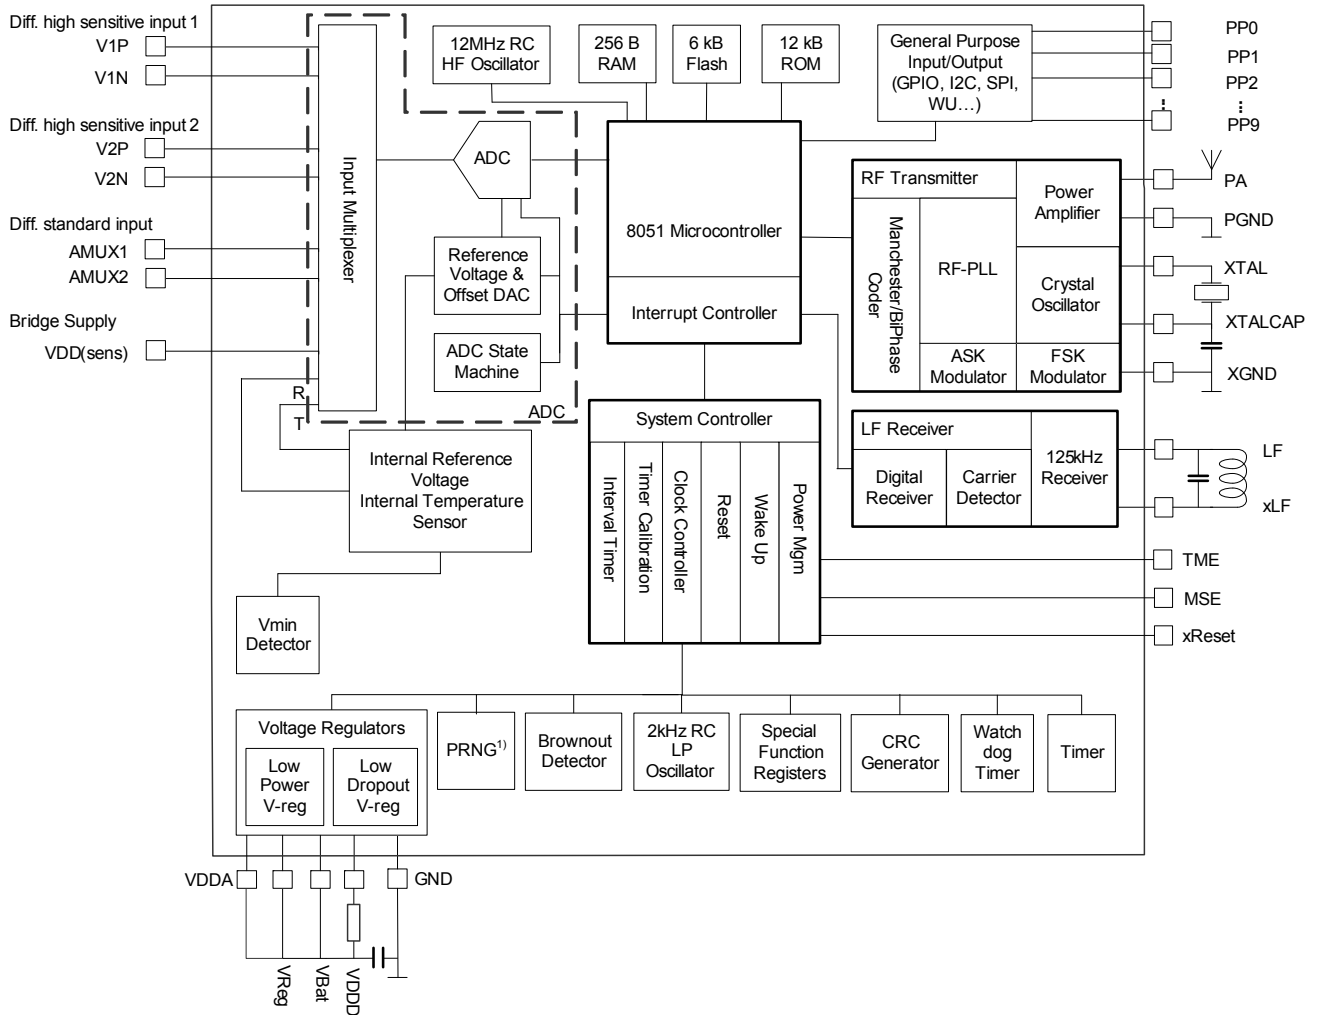 Diff. high sensitive input 1
V1P
V1N
Diff. high sensitive input 2
V2P
V2N
Diff. standard input
AMUX1
AMUX2
Bridge Supply
VDD(sens)
Input Multiplexer
R
T
ADC
ADC
Reference
Voltage &
Offset DAC
ADC State
Machine
12MHz RC
HF Oscillator
256 B
RAM
6 kB
Flash
12 kB
ROM
General Purpose
Input/Output
(GPIO, I2C, SPI,
WU...)
PP0
PP1
PP2
PP9
8051 Microcontroller
Interrupt Controller
RF Transmitter
Manchester/BiPhase
Coder
RF-PLL
Power
Amplifier
Crystal
Oscillator
ASK
Modulator
FSK
Modulator
PA
PGND
XTAL
XTALCAP
XGND
LF Receiver
Digital
Receiver
Carrier
Detector
125kHz
Receiver
LF
xLF
System Controller
Interval Timer
Timer Calibration
Clock Controller
Reset
Wake Up
Power Mgm
TME
MSE
xReset
Internal Reference
Voltage
Internal Temperature
Sensor
Vmin
Detector
Voltage Regulators
Low
Power
V-reg
Low
Dropout
V-reg
PRNG1)
Brownout
Detector
2kHz RC
LP
Oscillator
Special
Function
Registers
CRC
Generator
Watch
dog
Timer
Timer
VDDA
GND
VReg
VBat
VDDD